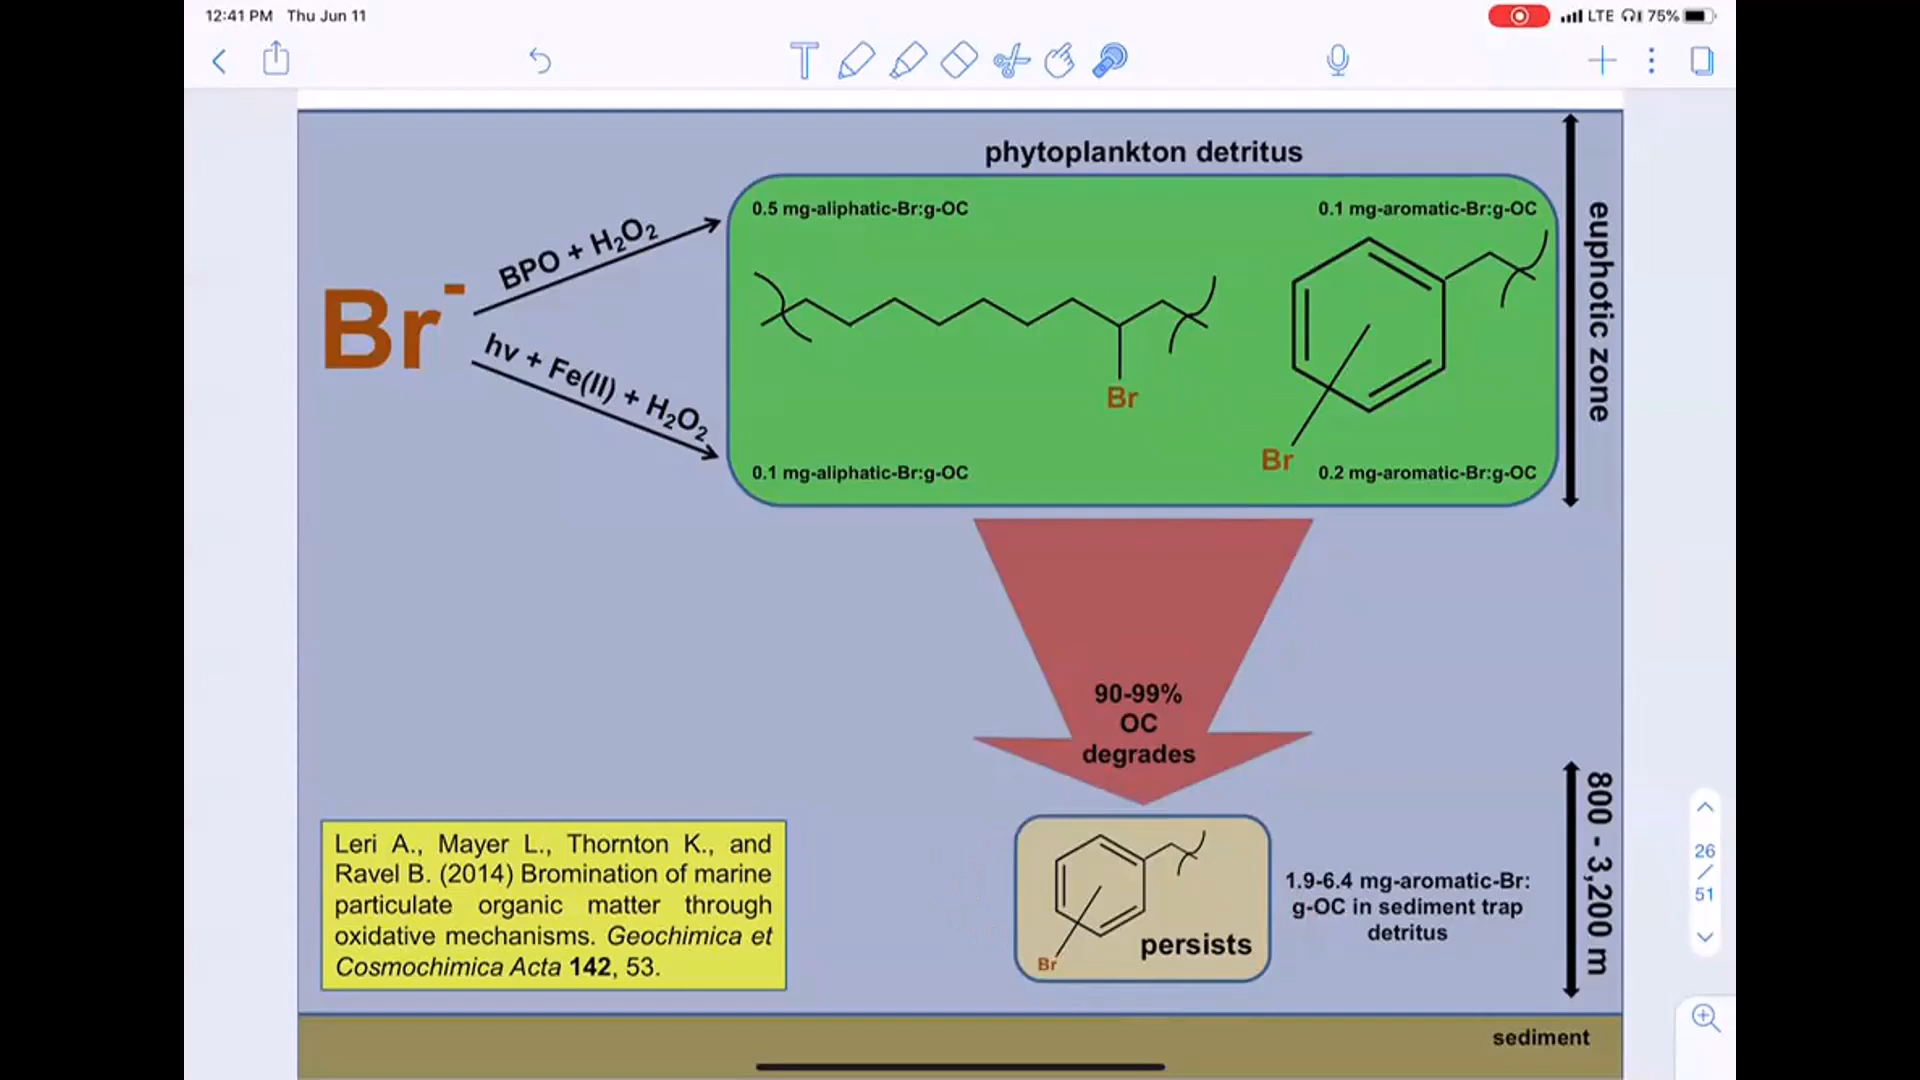 12:41 PM Thu Jun 11
LTE 75%
T
phytoplankton detritus
0.5 mg-aliphatic-Br:g-OC
0.1 mg-aromatic-Br:g-OC
BPO + H₂O₂
Br⁻
hν + Fe(II) + H₂O₂
Br
Br
0.1 mg-aliphatic-Br:g-OC
0.2 mg-aromatic-Br:g-OC
euphotic zone
90-99%
OC
degrades
Leri A., Mayer L., Thornton K., and
Ravel B. (2014) Bromination of marine
particulate organic matter through
oxidative mechanisms. Geochimica et
Cosmochimica Acta 142, 53.
Br
persists
1.9-6.4 mg-aromatic-Br:
g-OC in sediment trap
detritus
800 - 3,200 m
26
/
51
sediment